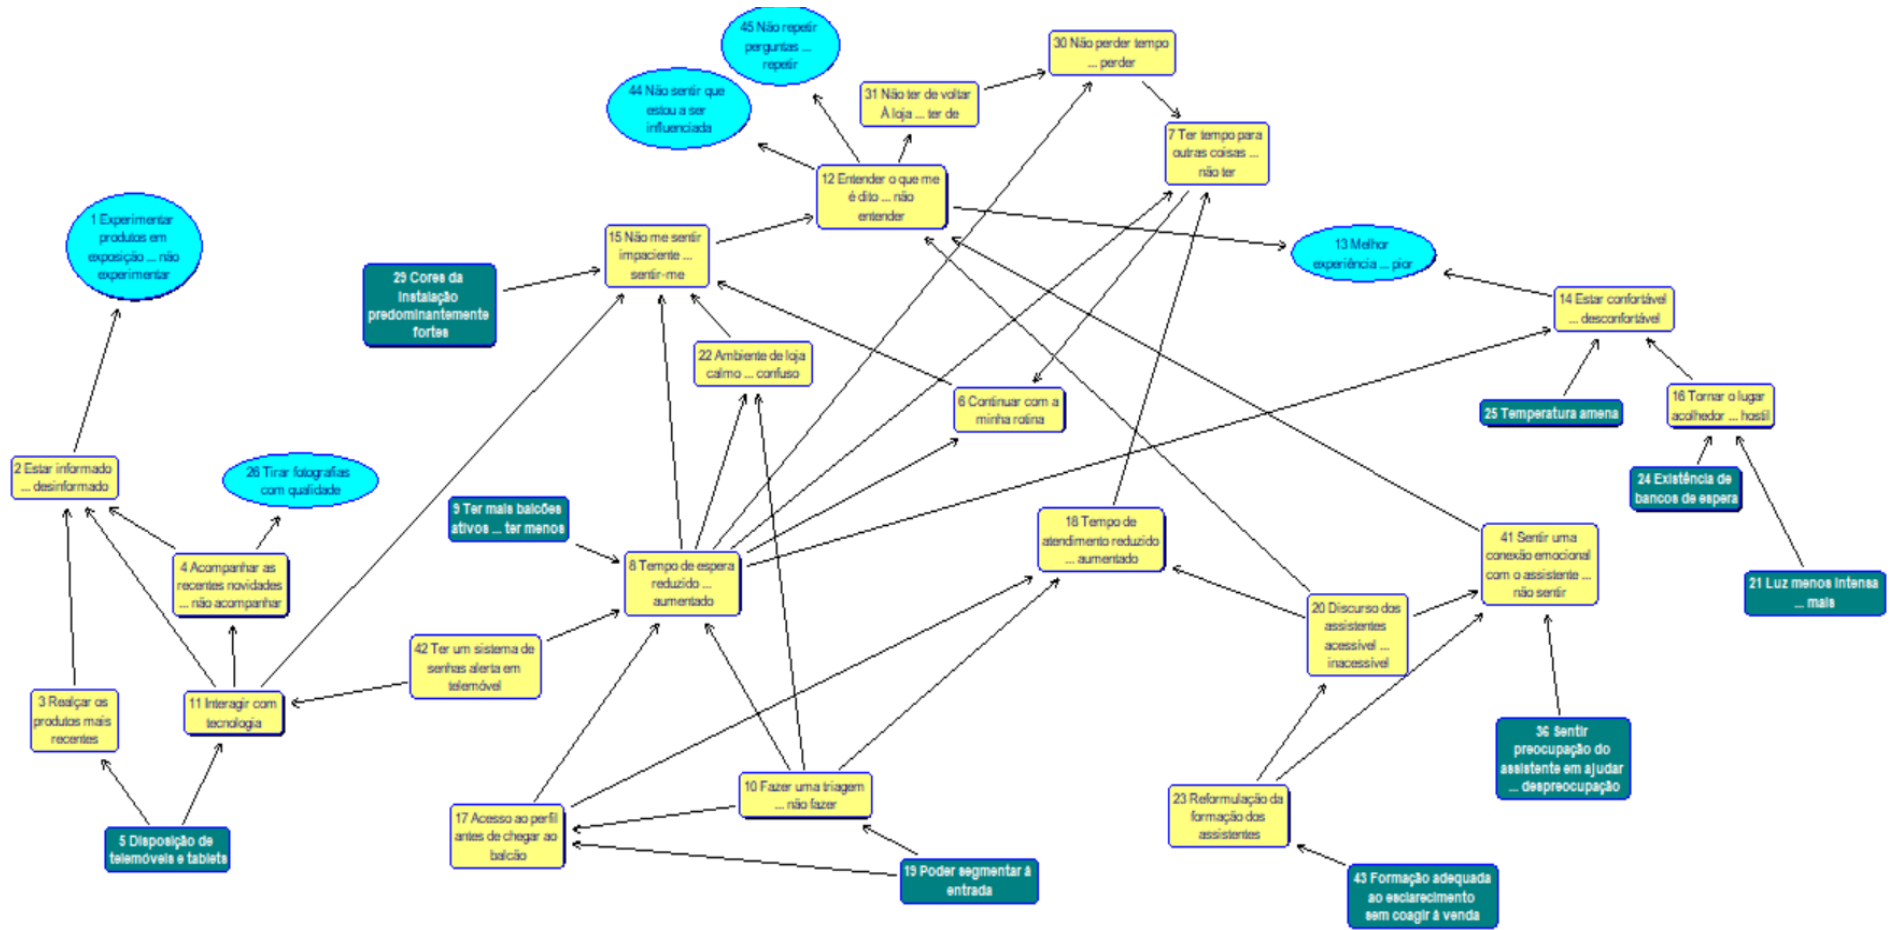 45 Não repetir
perguntas ...
repetir
30 Não perder tempo
... perder
44 Não sentir que
estou a ser
influenciada
31 Não ter de voltar
À loja ... ter de
7 Ter tempo para
outras coisas ...
não ter
12 Entender o que me
é dito ... não
entender
1 Experimentar
produtos em
exposição ... não
experimentar
15 Não me sentir
impaciente ...
sentir-me
13 Melhor
experiência ... pior
29 Cores da
instalação
predominantemente
fortes
14 Estar confortável
... desconfortável
22 Ambiente de loja
calmo ... confuso
6 Continuar com a
minha rotina
25 Temperatura amena
16 Tornar o lugar
acolhedor ... hostil
2 Estar informado
... desinformado
26 Tirar fotografias
com qualidade
24 Existência de
bancos de espera
9 Ter mais balcões
ativos ... ter menos
18 Tempo de
atendimento reduzido
... aumentado
41 Sentir uma
conexão emocional
com o assistente ...
não sentir
4 Acompanhar as
recentes novidades
... não acompanhar
8 Tempo de espera
reduzido ...
aumentado
21 Luz menos intensa
... mais
20 Discurso dos
assistentes
acessível ...
inacessível
42 Ter um sistema de
senhas alerta em
telemóvel
3 Realçar os
produtos mais
recentes
11 Interagir com
tecnologia
36 Sentir
preocupação do
assistente em ajudar
... despreocupação
10 Fazer uma triagem
... não fazer
17 Acesso ao perfil
antes de chegar ao
balcão
23 Reformulação da
formação dos
assistentes
5 Disposição de
telemóveis e tablets
19 Poder segmentar à
entrada
43 Formação adequada
ao esclarecimento
sem coagir à venda